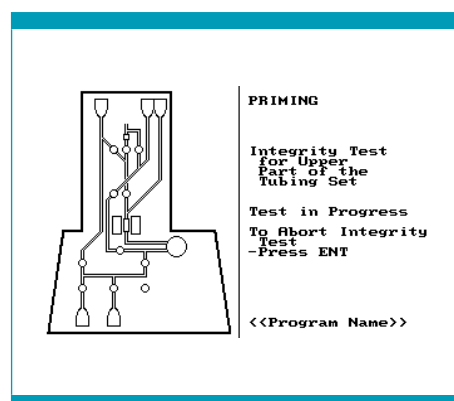 PRIMING
Integrity Test
for Upper
Part of the
Tubing Set
Test in Progress
To Abort Integrity
Test
-Press ENT
<<Program Name>>